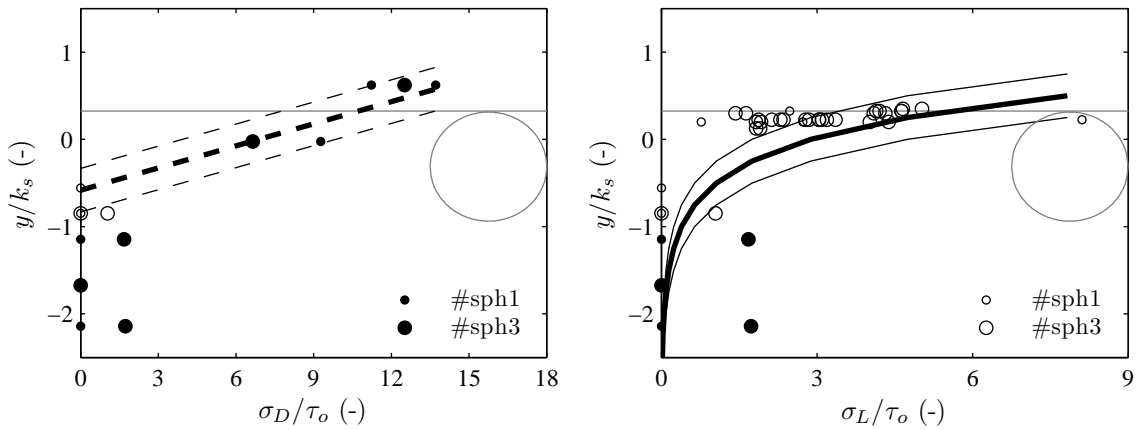 1
0
−1
−2
y/k_s (-)
0 3 6 9 12 15 18
σ_D/τ_o (-)
#sph1
#sph3
1
0
−1
−2
y/k_s (-)
0 3 6 9
σ_L/τ_o (-)
#sph1
#sph3